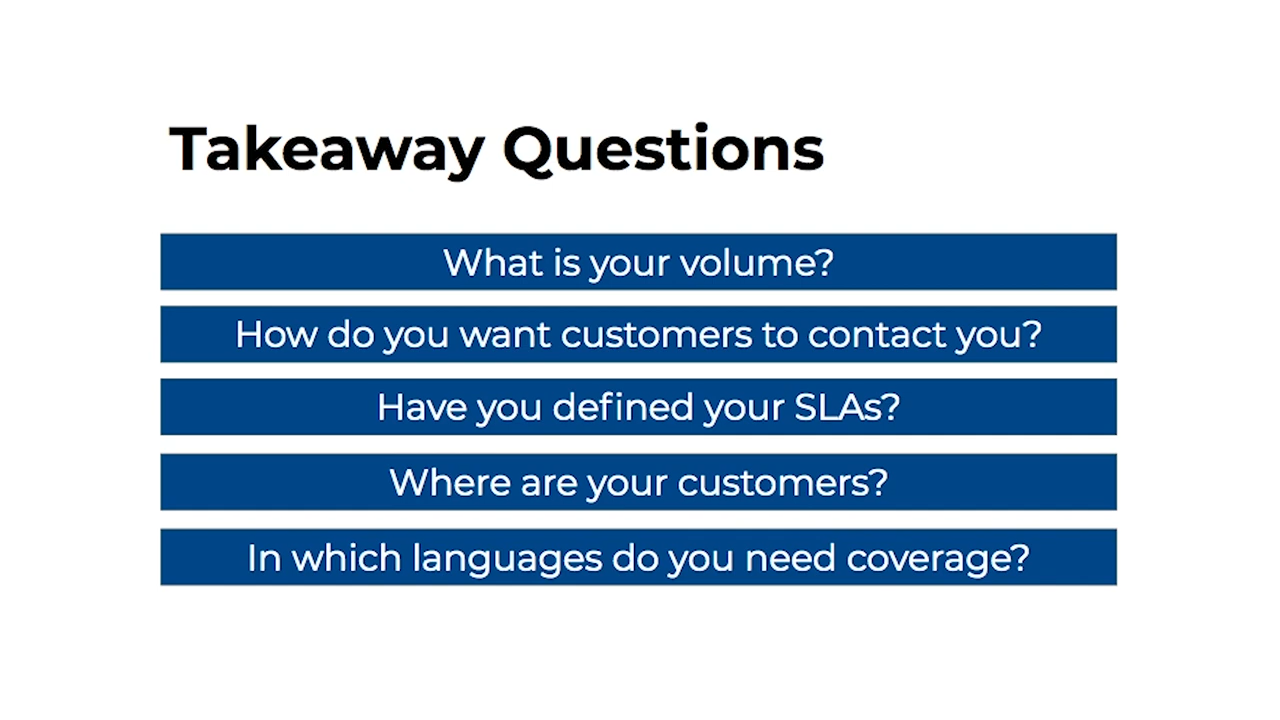 Takeaway Questions
What is your volume?
How do you want customers to contact you?
Have you defined your SLAs?
Where are your customers?
In which languages do you need coverage?